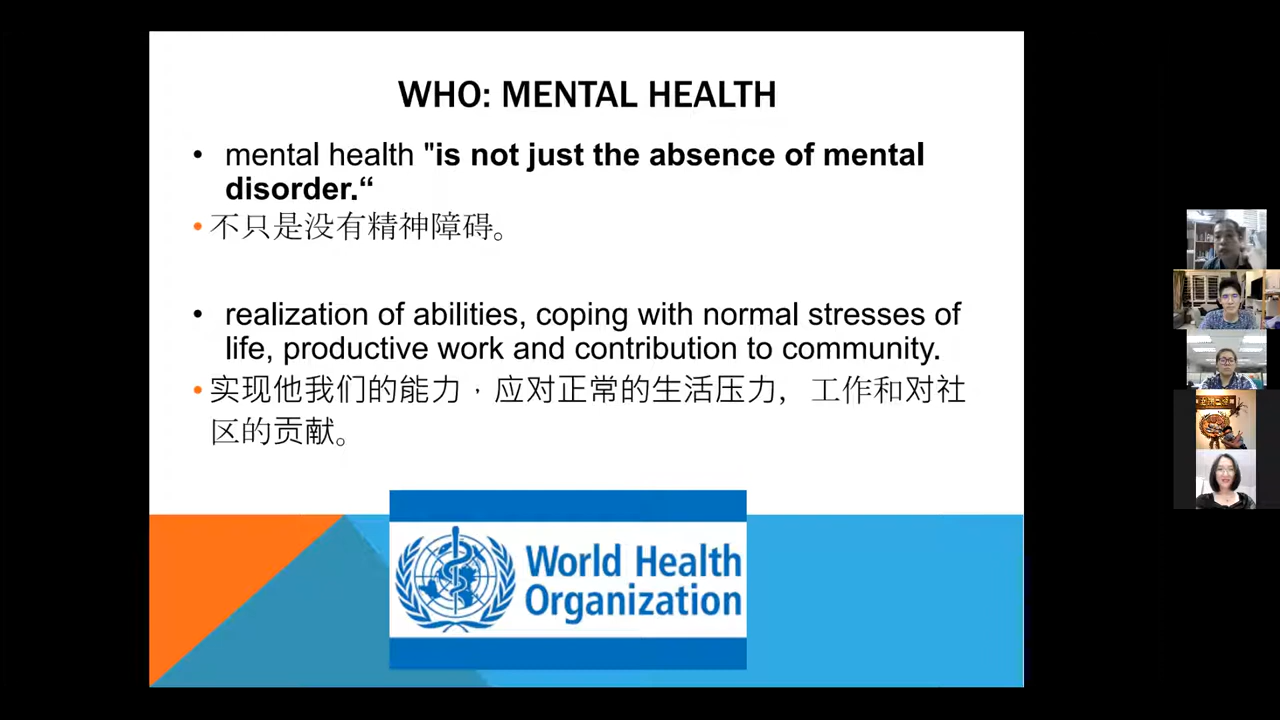 WHO: MENTAL HEALTH
• mental health "is not just the absence of mental
disorder.“
• 不只是没有精神障碍。
• realization of abilities, coping with normal stresses of
life, productive work and contribution to community.
• 实现他我们的能力，应对正常的生活压力，工作和对社
区的贡献。
World Health
Organization